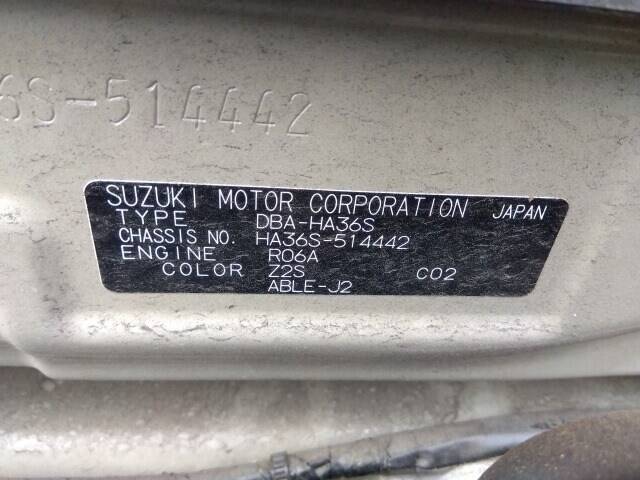 6S-514442
SUZUKI MOTOR CORPORATION JAPAN
TYPE DBA-HA36S
CHASSIS NO. HA36S-514442
ENGINE R06A
COLOR Z2S C02
ABLE-J2